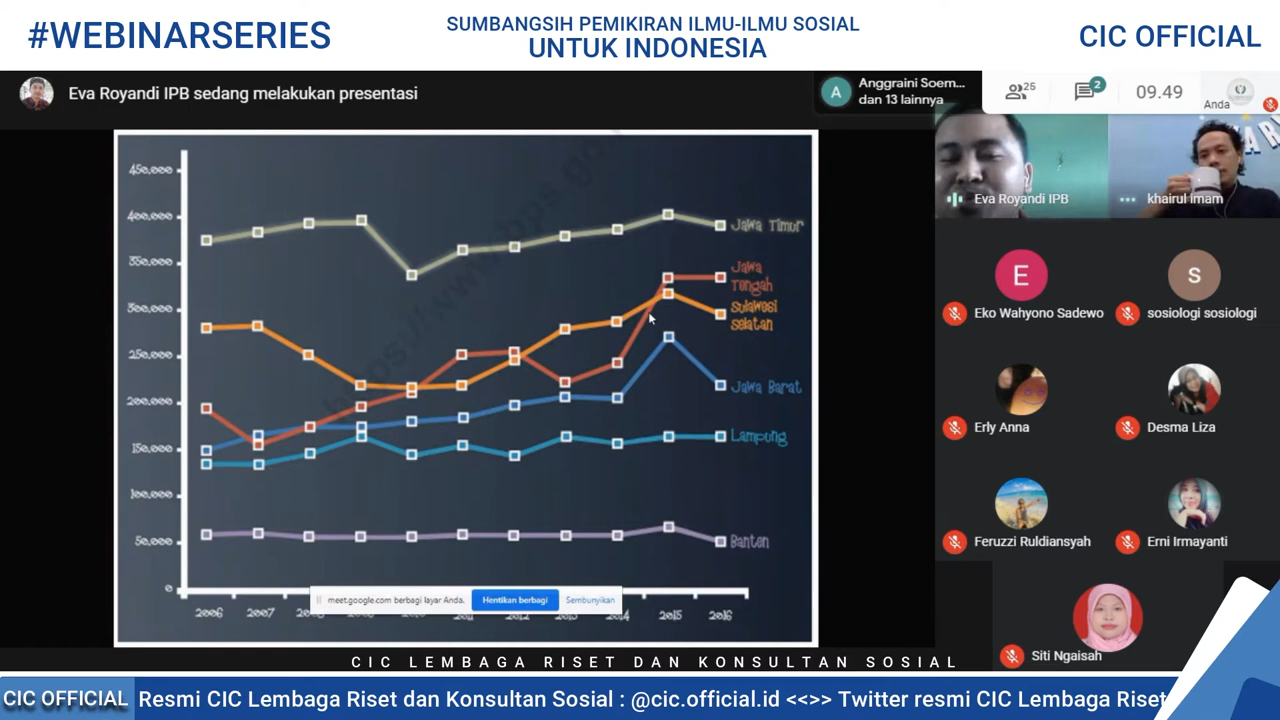 #WEBINARSERIES
SUMBANGSIH PEMIKIRAN ILMU-ILMU SOSIAL
UNTUK INDONESIA
CIC OFFICIAL
Eva Royandi IPB sedang melakukan presentasi
A
Anggraini Soem...
dan 13 lainnya
25
2
09.49
Anda
450,000
400,000
350,000
300,000
250,000
200,000
150,000
100,000
50,000
0
Jawa Timur
Jawa
Tengah
Sulawesi
Selatan
Jawa Barat
Lampung
Banten
2006
2007
2012
2013
2014
2015
2016
meet.google.com berbagi layar Anda.
Hentikan berbagi
Sembunyikan
Eva Royandi IPB
khairul imam
E
Eko Wahyono Sadewo
s
sosiologi sosiologi
Erly Anna
Desma Liza
Feruzzi Ruldiansyah
Erni Irmayanti
Siti Ngaisah
CIC LEMBAGA RISET DAN KONSULTAN SOSIAL
CIC OFFICIAL
Resmi CIC Lembaga Riset dan Konsultan Sosial : @cic.official.id <<>> Twitter resmi CIC Lembaga Riset